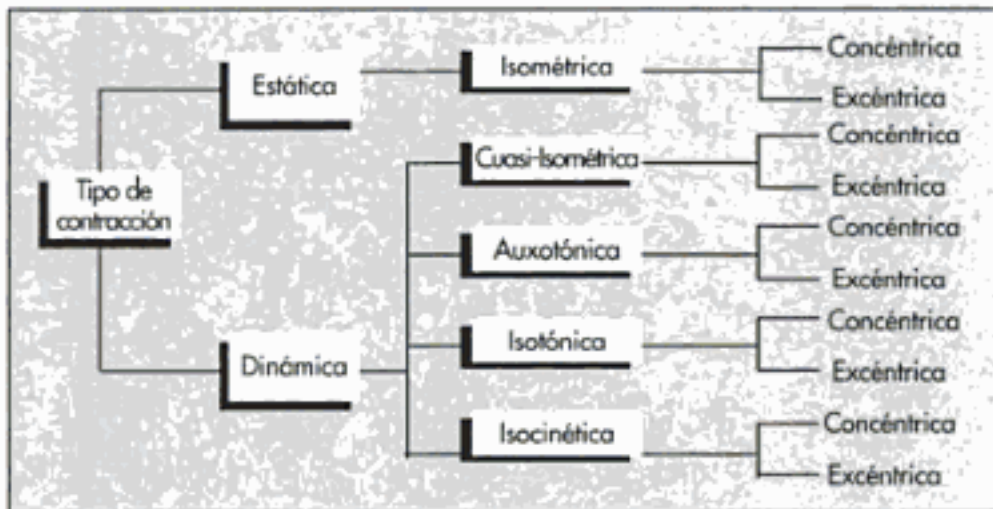 Tipo de
contracción
Estática
Isométrica
Concéntrica
Excéntrica
Dinámica
Cuasi-Isométrica
Concéntrica
Excéntrica
Auxotónica
Concéntrica
Excéntrica
Isotónica
Concéntrica
Excéntrica
Isocinética
Concéntrica
Excéntrica